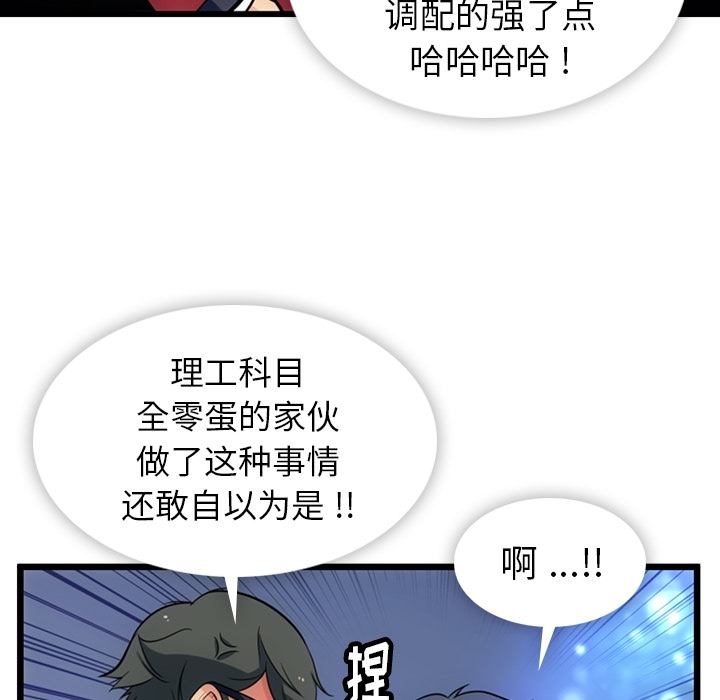 调配的强了点
哈哈哈哈！
理工科目
全零蛋的家伙
做了这种事情
还敢自以为是!!
啊...!!
捏